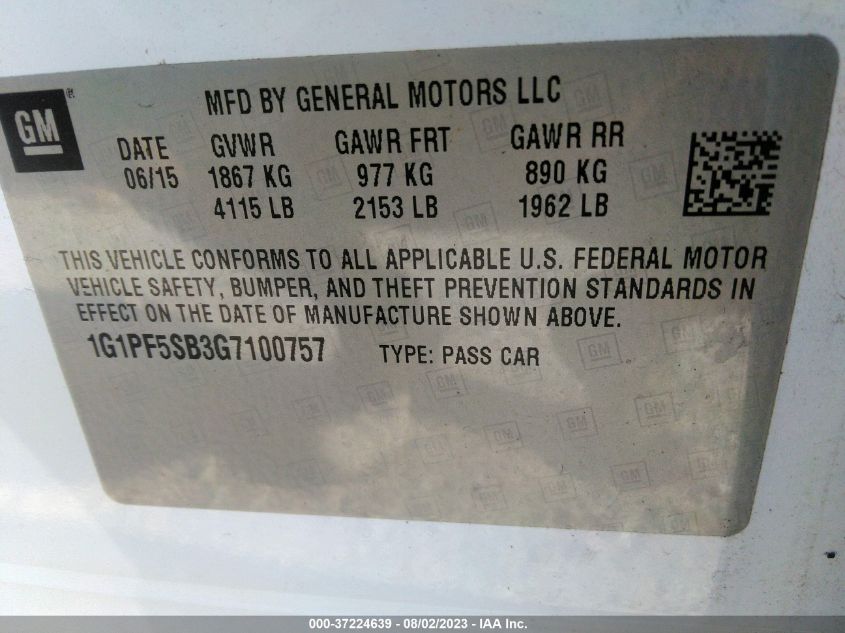 GM®
MFD BY GENERAL MOTORS LLC
DATE GVWR GAWR FRT GAWR RR
06/15 1867 KG 977 KG 890 KG
4115 LB 2153 LB 1962 LB
THIS VEHICLE CONFORMS TO ALL APPLICABLE U.S. FEDERAL MOTOR
VEHICLE SAFETY, BUMPER, AND THEFT PREVENTION STANDARDS IN
EFFECT ON THE DATE OF MANUFACTURE SHOWN ABOVE.
1G1PF5SB3G7100757 TYPE: PASS CAR
000-37224639 - 08/02/2023 - IAA Inc.